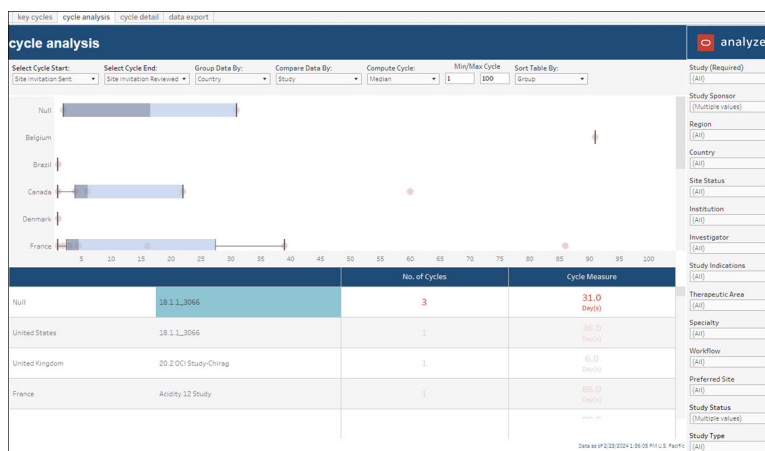 key cycles cycle analysis cycle detail data export
cycle analysis
analyze
Select Cycle Start: Select Cycle End: Group Data By: Compare Data By: Compute Cycle: Min/Max Cycle Sort Table By:
Site Invitation Sent Site Invitation Reviewed Country Study Median 1 100 Group
Null
Belgium
Brazil
Canada
Denmark
France
5 10 15 20 25 30 35 40 45 50 55 60 65 70 75 80 85 90 95 100
No. of Cycles Cycle Measure
Null 18.1.1_3066 3 31.0
Day(s)
United States 18.1.1_3066 1 36.0
Day(s)
United Kingdom 20.2 OCI Study-Chirag 1 6.0
Day(s)
France Acidity 12 Study 1 86.0
Day(s)
Data as of 2/23/2024 1:36:05 PM U.S. Pacific
Study (Required)
(All)
Study Sponsor
(Multiple values)
Region
(All)
Country
(All)
Site Status
(All)
Institution
(All)
Investigator
(All)
Study Indications
(All)
Therapeutic Area
(All)
Specialty
(All)
Workflow
(All)
Preferred Site
(All)
Study Status
(Multiple values)
Study Type
(All)